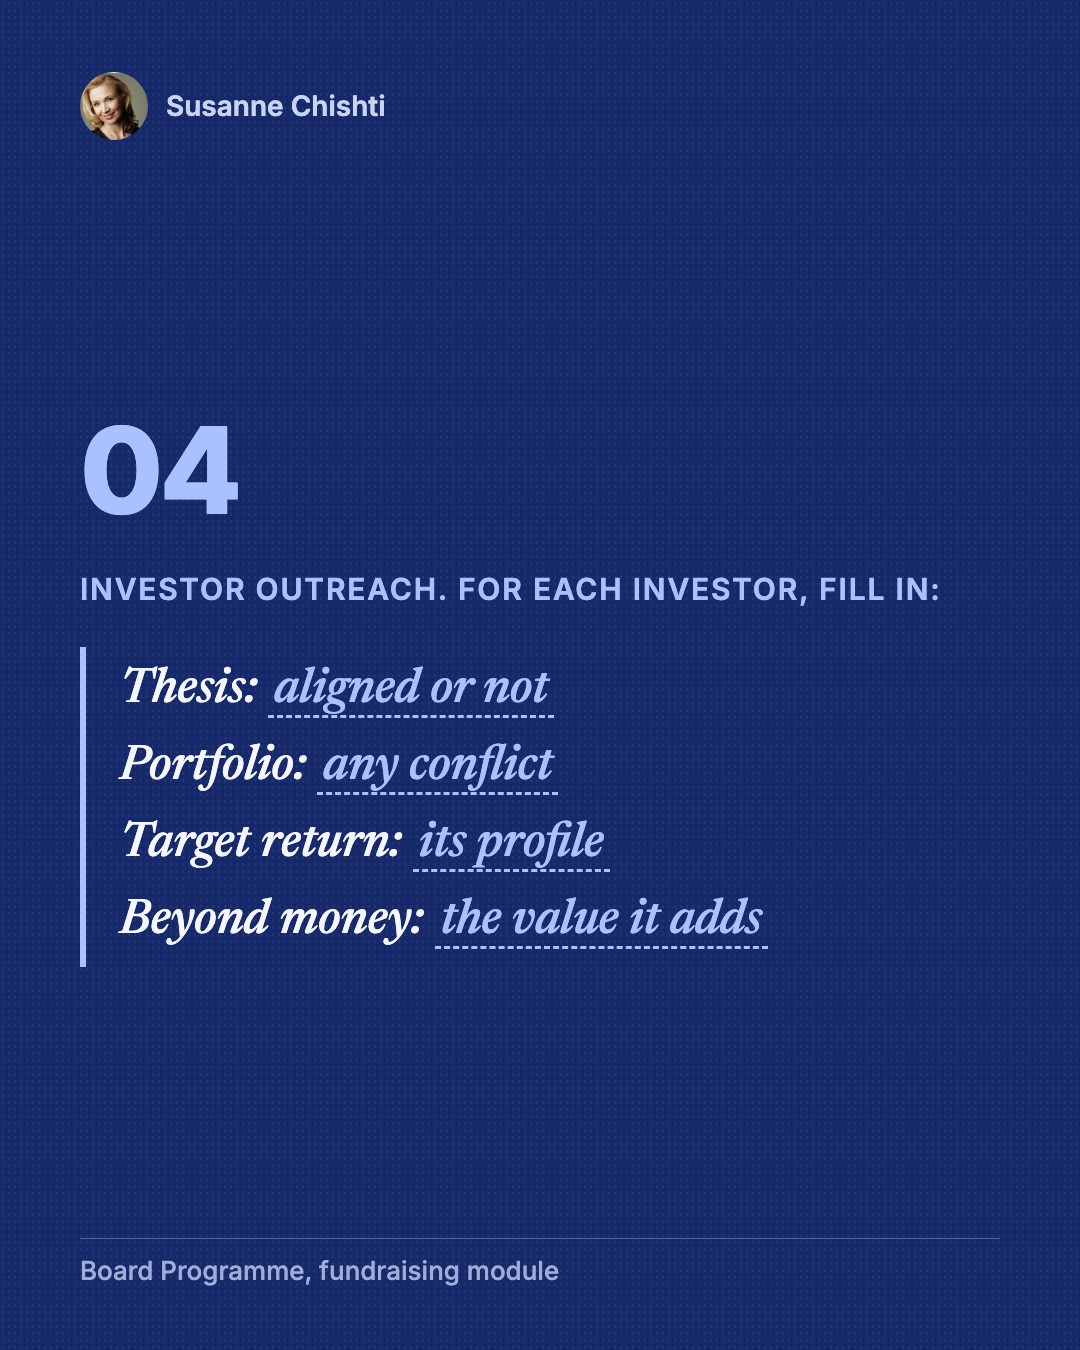 Susanne Chishti
04
INVESTOR OUTREACH. FOR EACH INVESTOR, FILL IN:
Thesis: aligned or not
Portfolio: any conflict
Target return: its profile
Beyond money: the value it adds
Board Programme, fundraising module